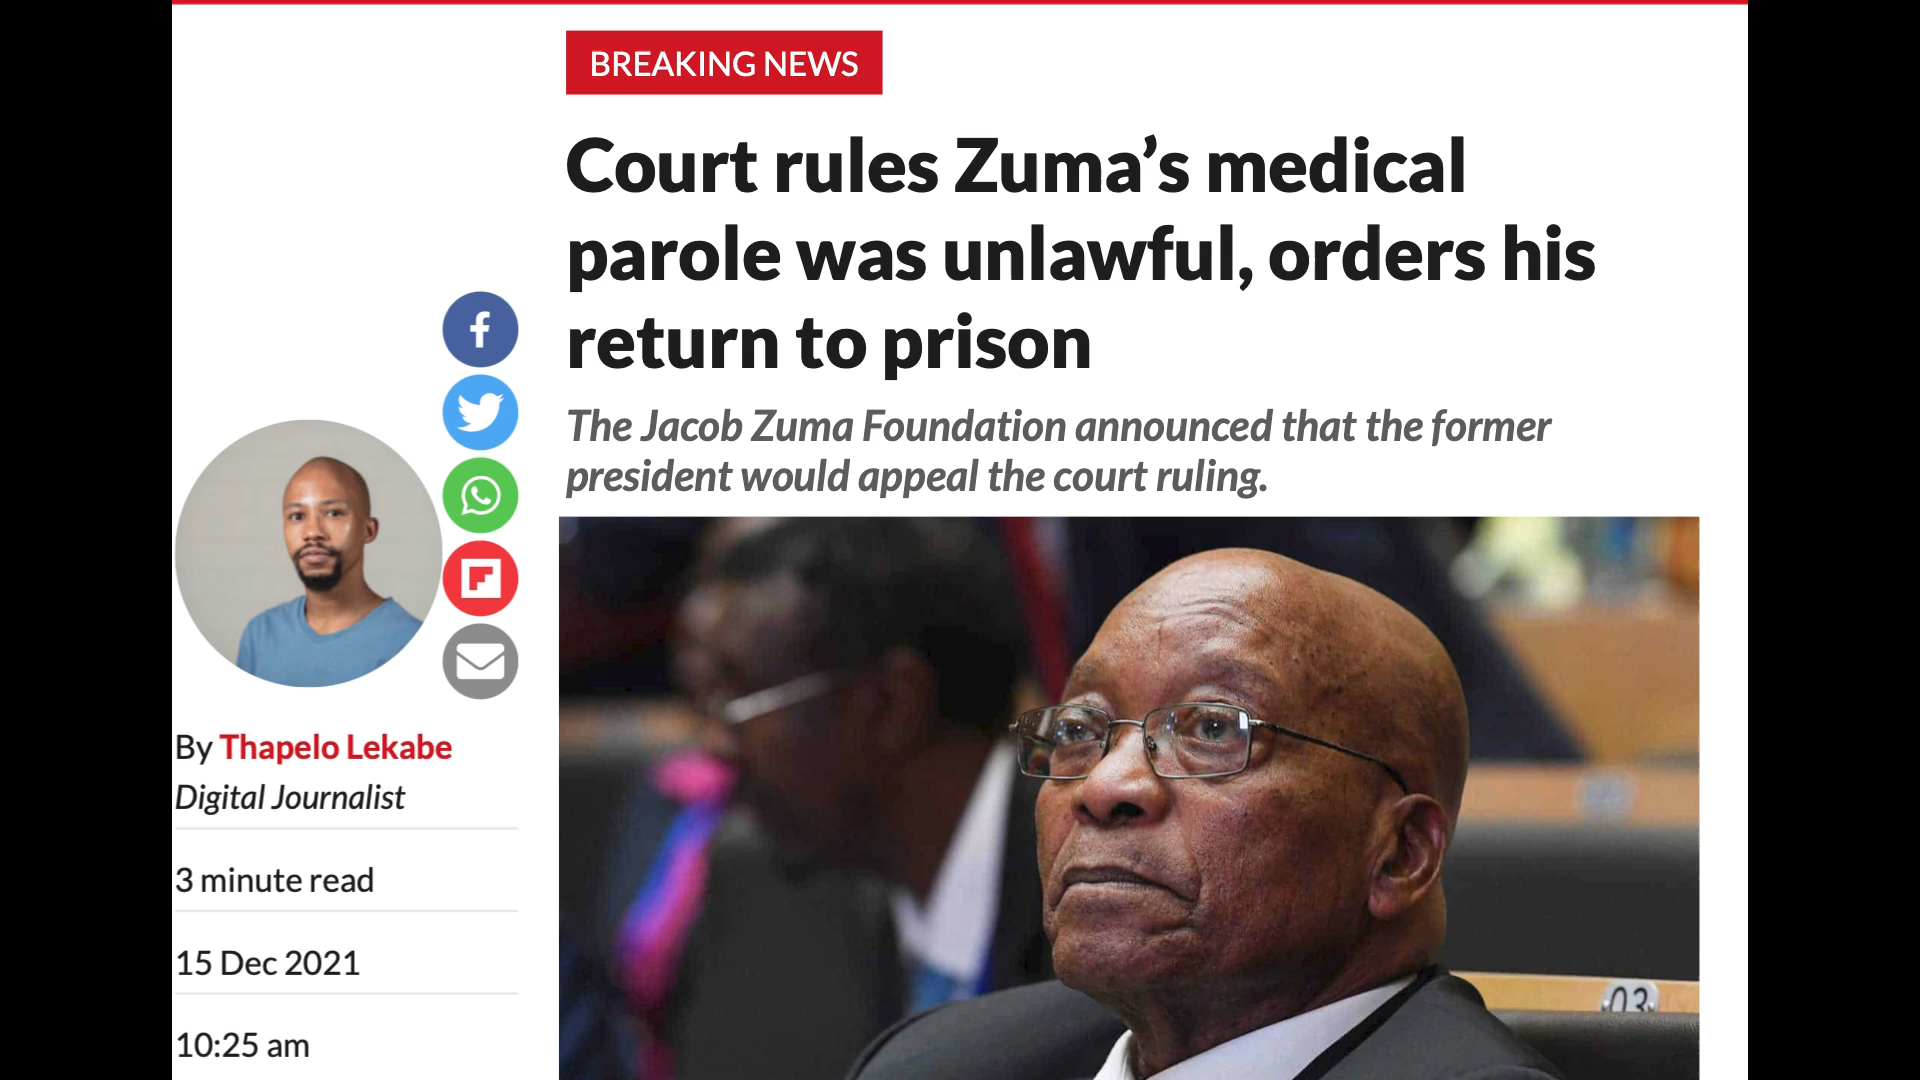 BREAKING NEWS
Court rules Zuma’s medical
parole was unlawful, orders his
return to prison
The Jacob Zuma Foundation announced that the former
president would appeal the court ruling.
By Thapelo Lekabe
Digital Journalist
3 minute read
15 Dec 2021
10:25 am
03